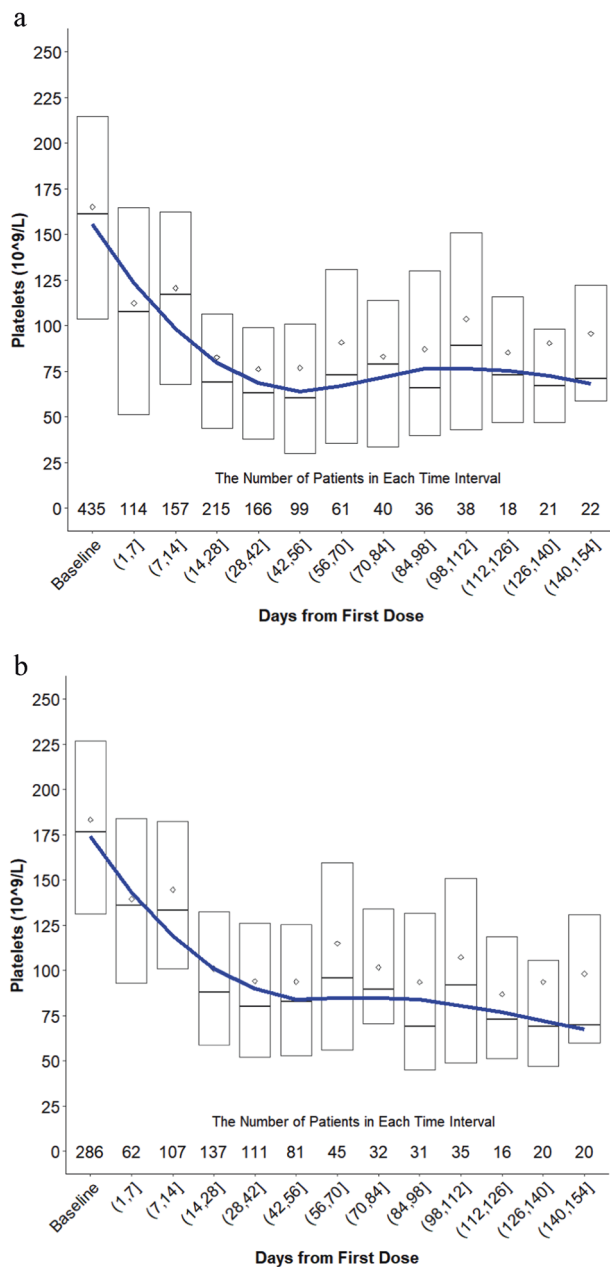 a
Platelets (10^9/L)
250
225
200
175
150
125
100
75
50
25
0
The Number of Patients in Each Time Interval
435 114 157 215 166 99 61 40 36 38 18 21 22
Baseline (1,7] (7,14] (14,28] (28,42] (42,56] (56,70] (70,84] (84,98] (98,112] (112,126] (126,140] (140,154]
Days from First Dose
b
Platelets (10^9/L)
250
225
200
175
150
125
100
75
50
25
0
The Number of Patients in Each Time Interval
286 62 107 137 111 81 45 32 31 35 16 20 20
Baseline (1,7] (7,14] (14,28] (28,42] (42,56] (56,70] (70,84] (84,98] (98,112] (112,126] (126,140] (140,154]
Days from First Dose